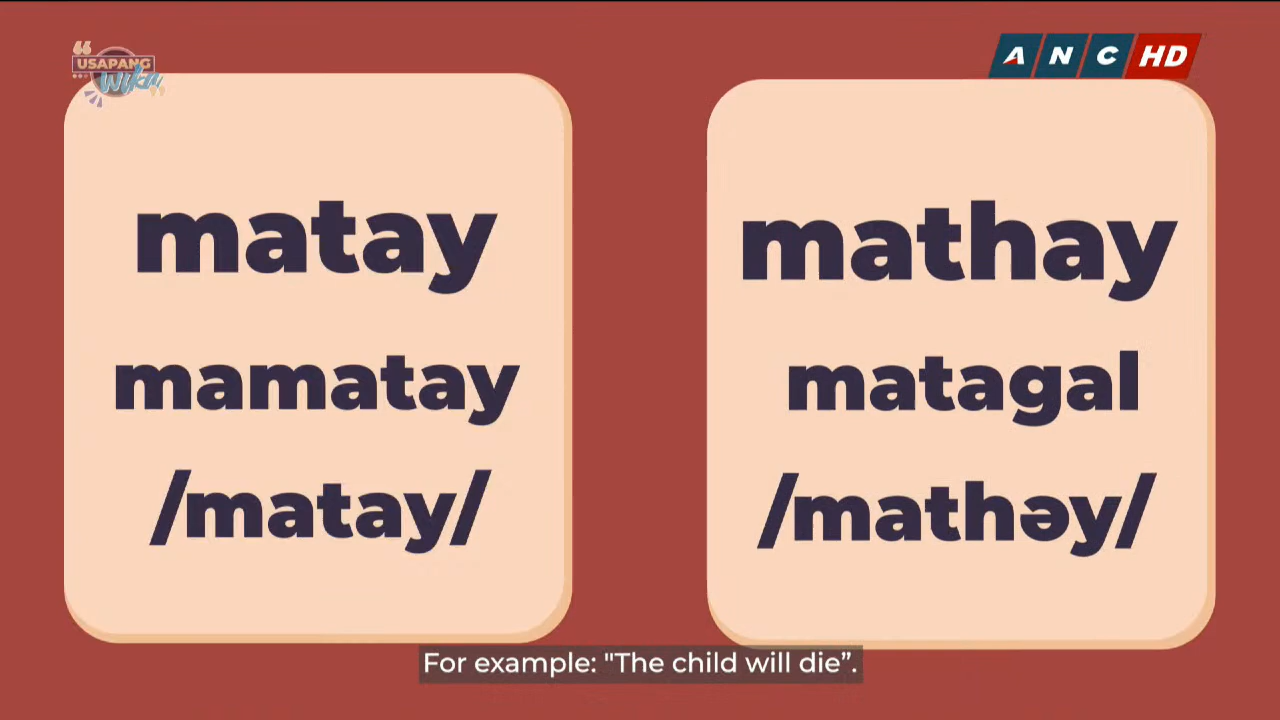 USAPANG
Wika
ANC HD
matay
mamatay
/matay/
mathay
matagal
/mathəy/
For example: "The child will die”.